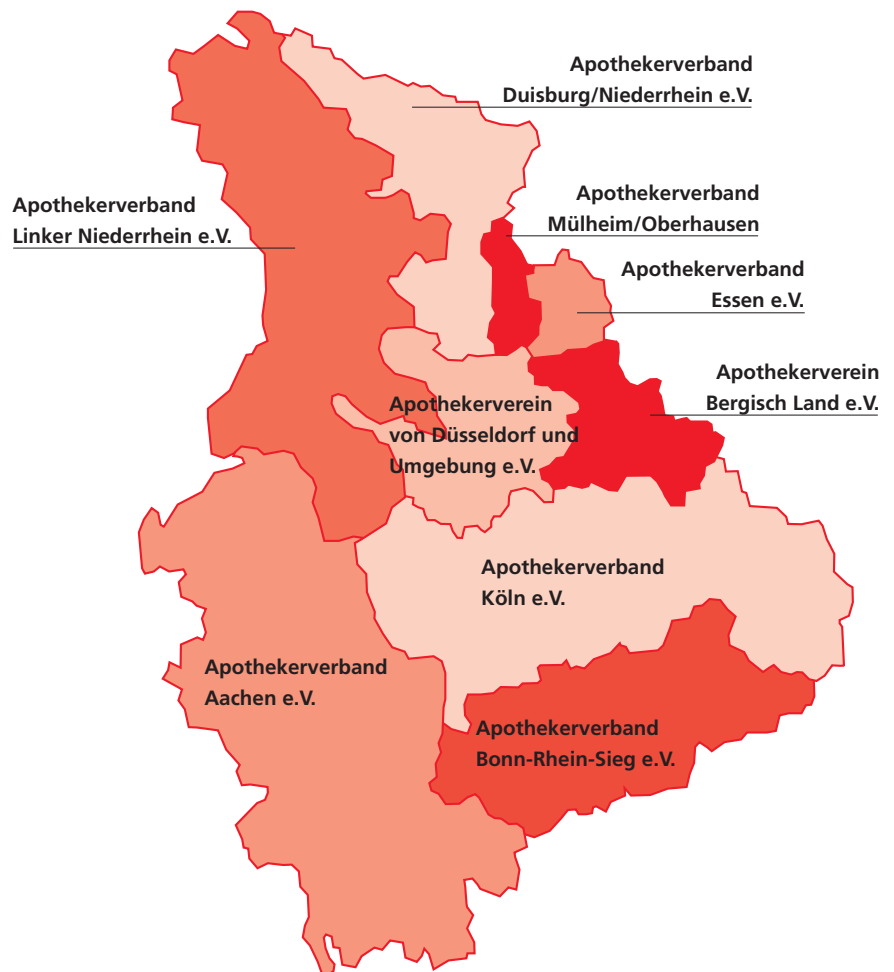 Apothekerverband
Duisburg/Niederrhein e.V.
Apothekerverband
Mülheim/Oberhausen
Apothekerverband
Linker Niederrhein e.V.
Apothekerverband
Essen e.V.
Apothekerverein
Bergisch Land e.V.
Apothekerverein
von Düsseldorf und
Umgebung e.V.
Apothekerverband
Köln e.V.
Apothekerverband
Aachen e.V.
Apothekerverband
Bonn-Rhein-Sieg e.V.